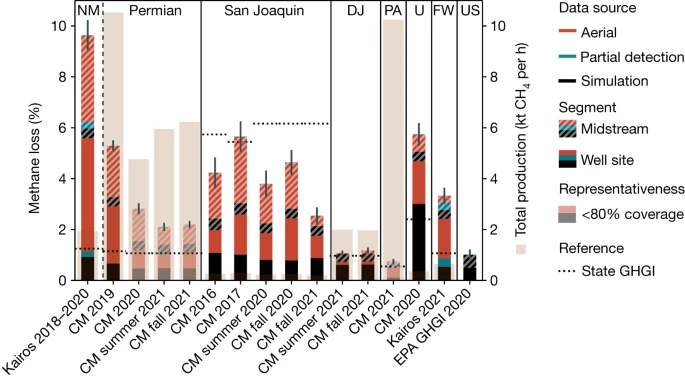 NM Permian San Joaquin DJ PA U FW US
10 8 6 4 2 0
Methane loss (%)
10 8 6 4 2 0
Total production (kt CH4 per h)
Kairos 2018–2020
CM 2019
CM 2020
CM summer 2021
CM fall 2021
CM 2016
CM 2017
CM summer 2020
CM fall 2020
CM fall 2021
CM summer 2021
CM fall 2021
CM 2021
CM 2020
Kairos 2021
EPA GHGI 2020
Data source
Aerial
Partial detection
Simulation
Segment
Midstream
Well site
Representativeness
<80% coverage
Reference
State GHGI